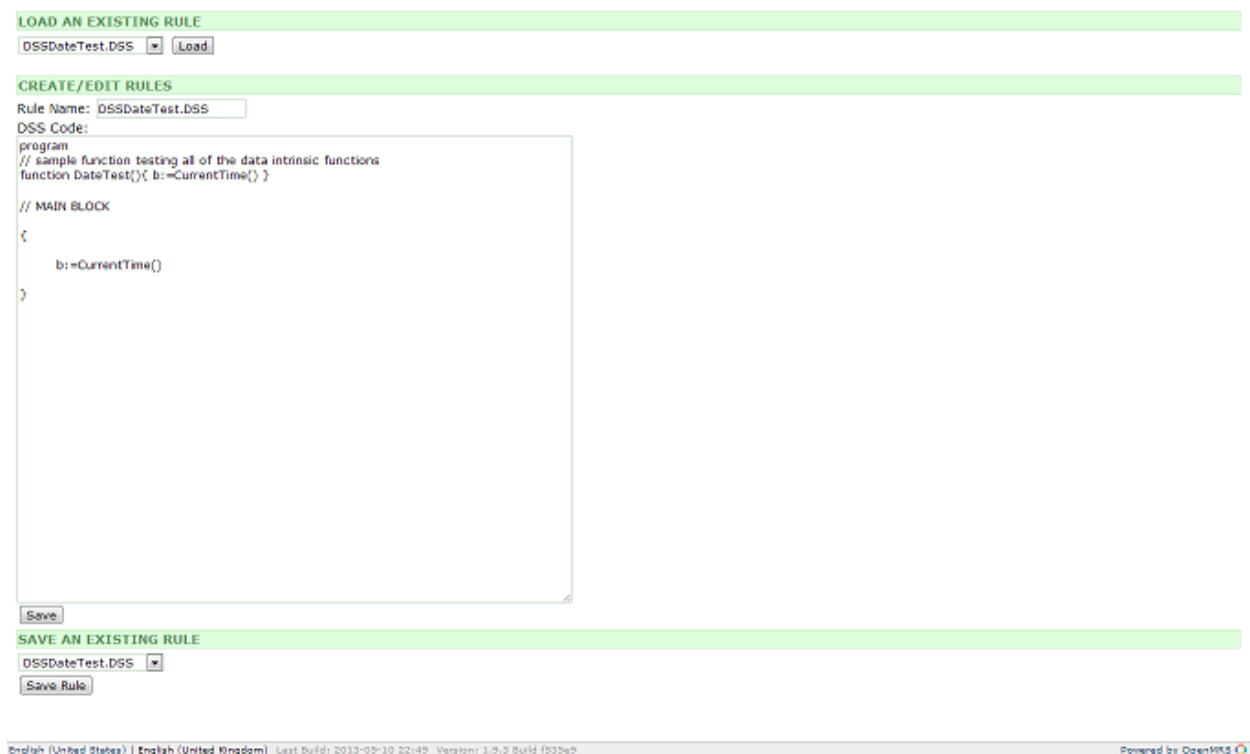 LOAD AN EXISTING RULE
DSSDateTest.DSS Load
CREATE/EDIT RULES
Rule Name: DSSDateTest.DSS
DSS Code:
program
// sample function testing all of the data intrinsic functions
function DateTest(){ b:=CurrentTime() }
// MAIN BLOCK
{
b:=CurrentTime()
}
Save
SAVE AN EXISTING RULE
DSSDateTest.DSS
Save Rule
English (United States) | English (United Kingdom) Last Build: 2013-05-10 22:49 Version: 1.9.3 Build f535e9 Powered by OpenMRS